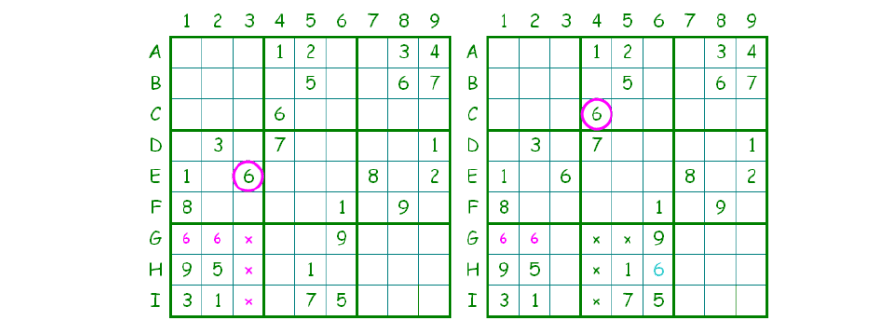 1 2 3 4 5 6 7 8 9 1 2 3 4 5 6 7 8 9
A 1 2 3 4 A 1 2 3 4
B 5 6 7 B 5 6 7
C 6 C 6
D 3 7 1 D 3 7 1
E 1 6 8 2 E 1 6 8 2
F 8 1 9 F 8 1 9
G 6 6 × 9 G 6 6 × × 9
H 9 5 × 1 H 9 5 × 1 6
I 3 1 × 7 5 I 3 1 × 7 5